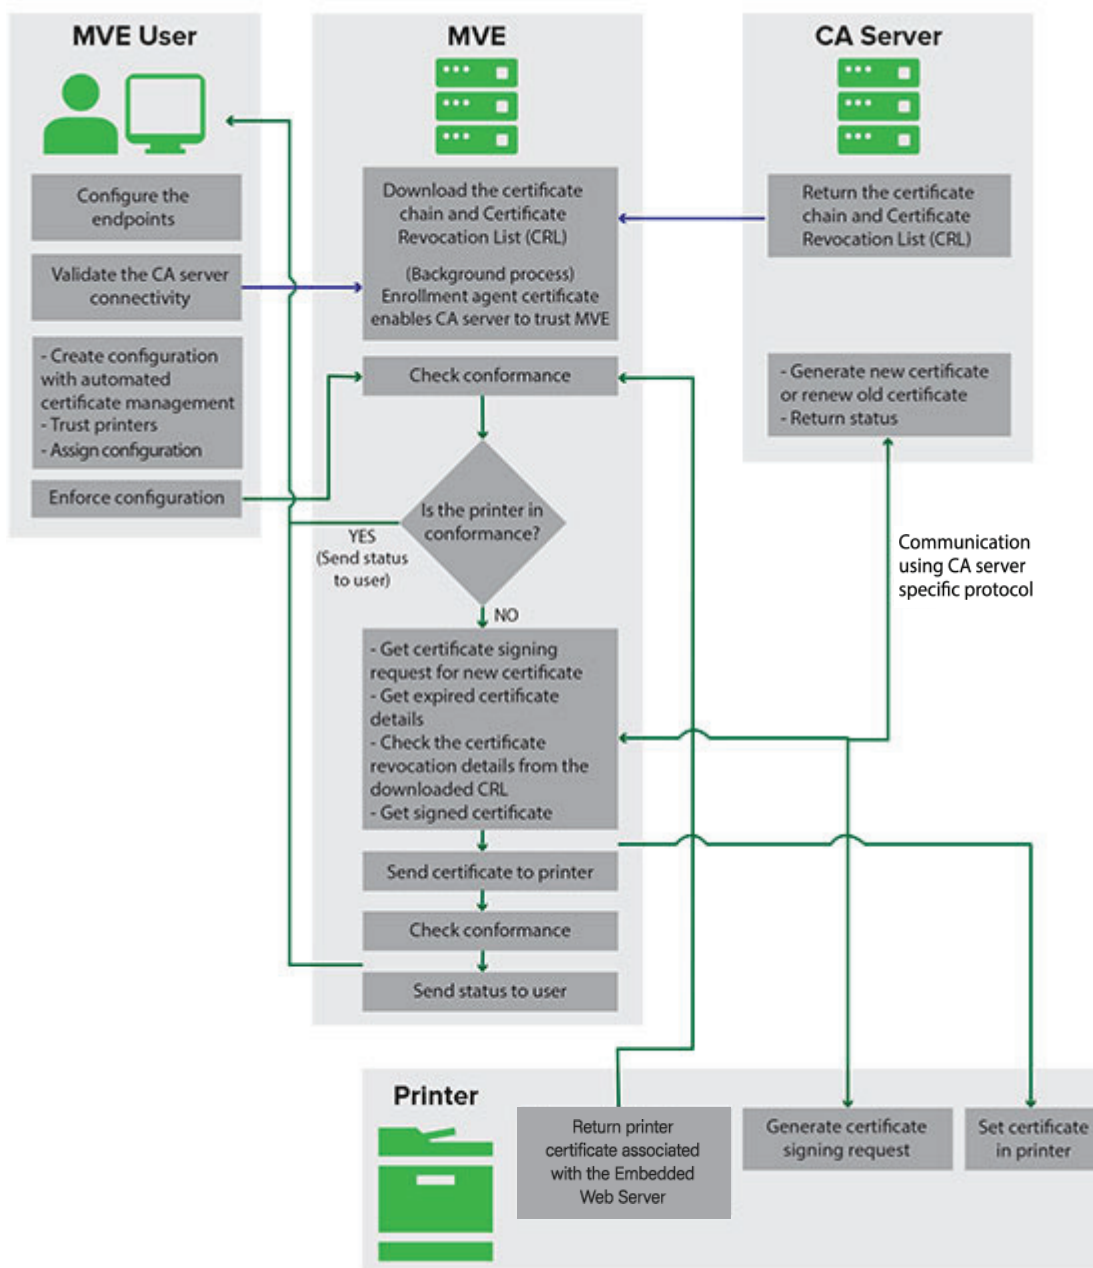 MVE User
Configure the
endpoints
Validate the CA server
connectivity
- Create configuration
with automated
certificate management
- Trust printers
- Assign configuration
Enforce configuration
MVE
Download the certificate
chain and Certificate
Revocation List (CRL)
(Background process)
Enrollment agent certificate
enables CA server to trust MVE
Check conformance
Is the printer in
conformance?
YES
(Send status
to user)
NO
- Get certificate signing
request for new certificate
- Get expired certificate
details
- Check the certificate
revocation details from the
downloaded CRL
- Get signed certificate
Send certificate to printer
Check conformance
Send status to user
CA Server
Return the certificate
chain and Certificate
Revocation List (CRL)
- Generate new certificate
or renew old certificate
- Return status
Communication
using CA server
specific protocol
Printer
Return printer
certificate associated
with the Embedded
Web Server
Generate certificate
signing request
Set certificate
in printer